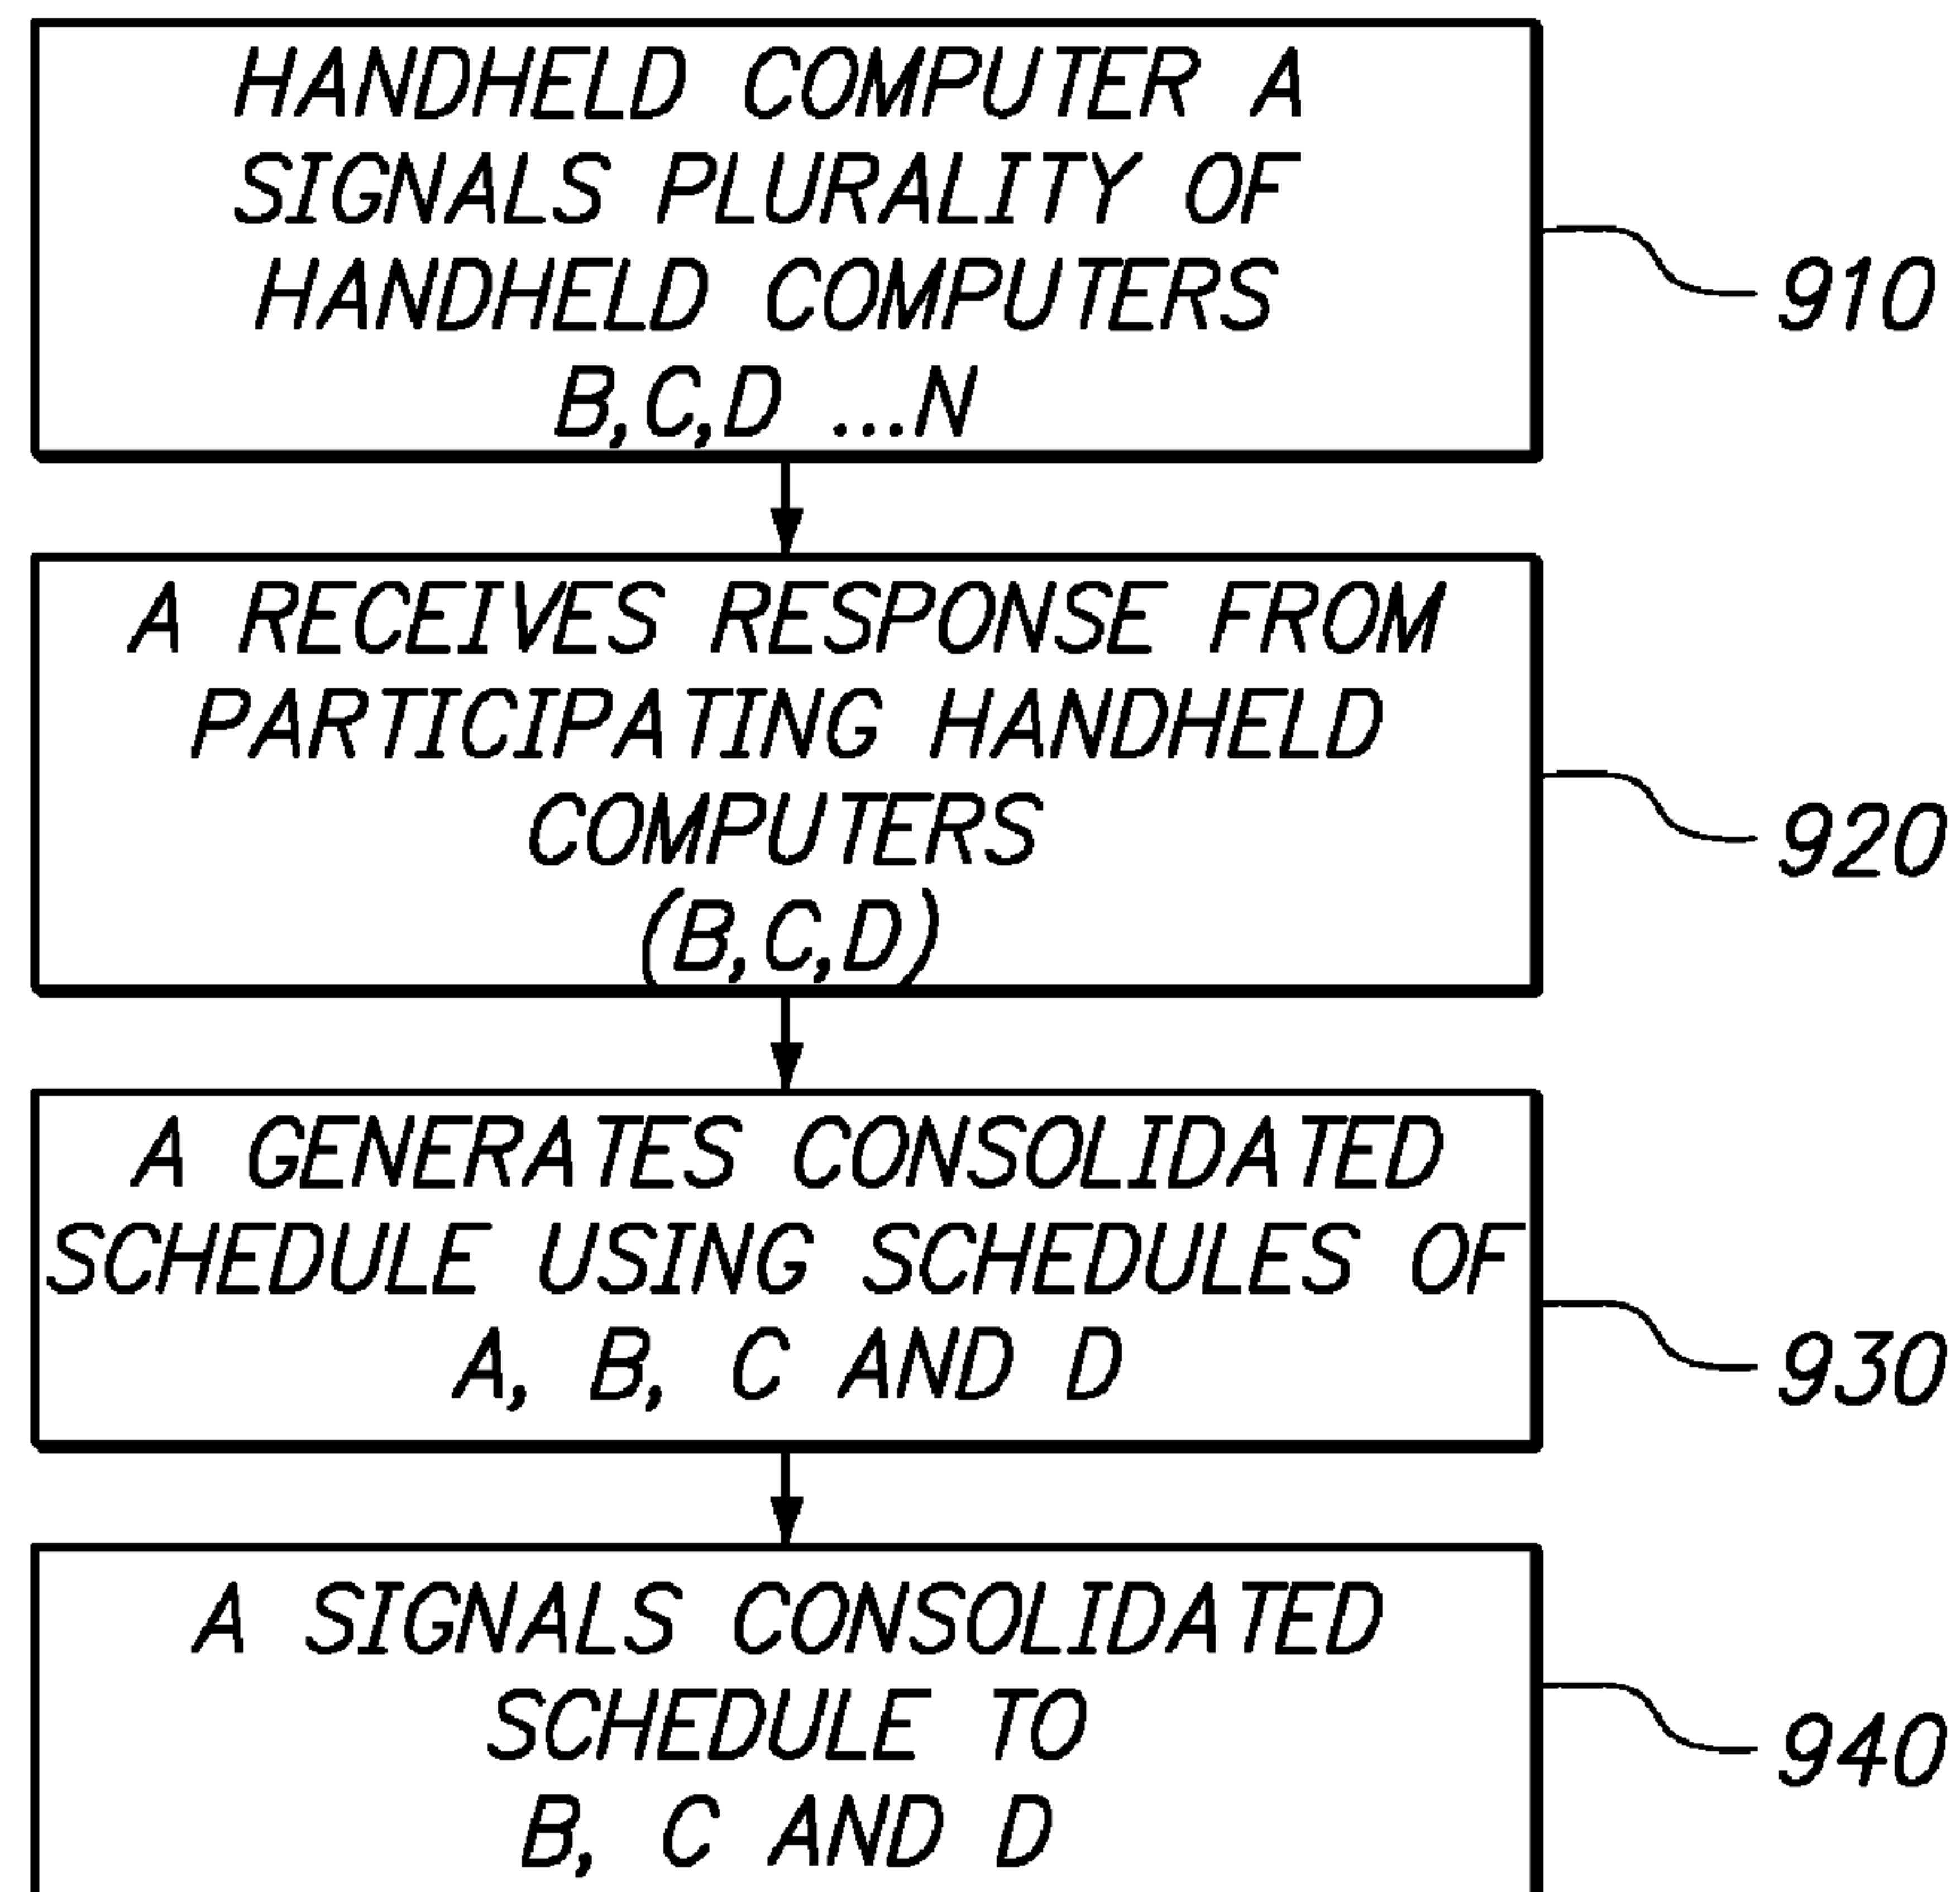 HANDHELD COMPUTER A
SIGNALS PLURALITY OF
HANDHELD COMPUTERS
B,C,D ...N
910
A RECEIVES RESPONSE FROM
PARTICIPATING HANDHELD
COMPUTERS
(B,C,D)
920
A GENERATES CONSOLIDATED
SCHEDULE USING SCHEDULES OF
A, B, C AND D
930
A SIGNALS CONSOLIDATED
SCHEDULE TO
B, C AND D
940